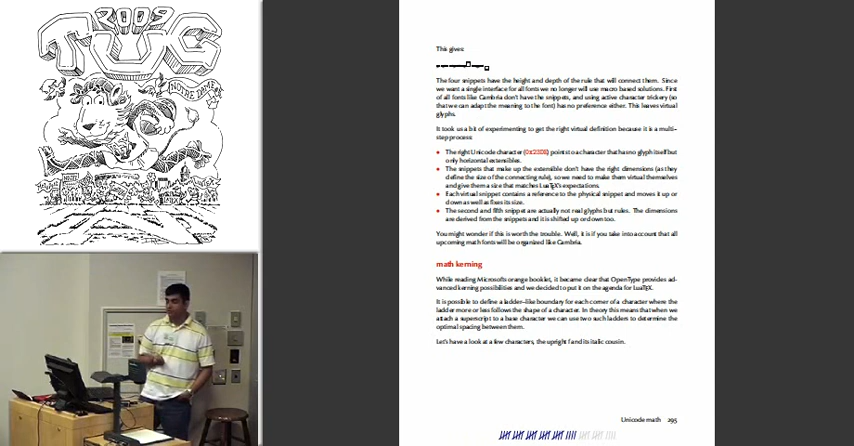 2009
TUG
NOTRE DAME
This gives:
The four snippets have the height and depth of the rule that will connect them. Since
we want a single interface for all fonts we no longer will use macro based solutions. First
of all fonts like Cambria don't have the snippets, and using active character trickery (so
that we can adapt the meaning to the font) has no preference either. This leaves virtual
glyphs.
It took us a bit of experimenting to get the right virtual definition because it is a multi–
step process:
• The right Unicode character (0x23DE) points to a character that has no glyph itself but
only horizontal extensibles.
• The snippets that make up the extensible don't have the right dimensions (as they
define the size of the connecting rule), so we need to make them virtual themselves
and give them a size that matches LuaTEX's expectations.
• Each virtual snippet contains a reference to the physical snippet and moves it up or
down as well as fixes its size.
• The second and fifth snippet are actually not real glyphs but rules. The dimensions
are derived from the snippets and it is shifted up or down too.
You might wonder if this is worth the trouble. Well, it is if you take into account that all
upcoming math fonts will be organized like Cambria.
math kerning
While reading Microsofts orange booklet, it became clear that OpenType provides ad–
vanced kerning possibilities and we decided to put it on the agenda for LuaTEX.
It is possible to define a ladder–like boundary for each corner of a character where the
ladder more or less follows the shape of a character. In theory this means that when we
attach a superscript to a base character we can use two such ladders to determine the
optimal spacing between them.
Let's have a look at a few characters, the upright f and its italic cousin.
Unicode math 295